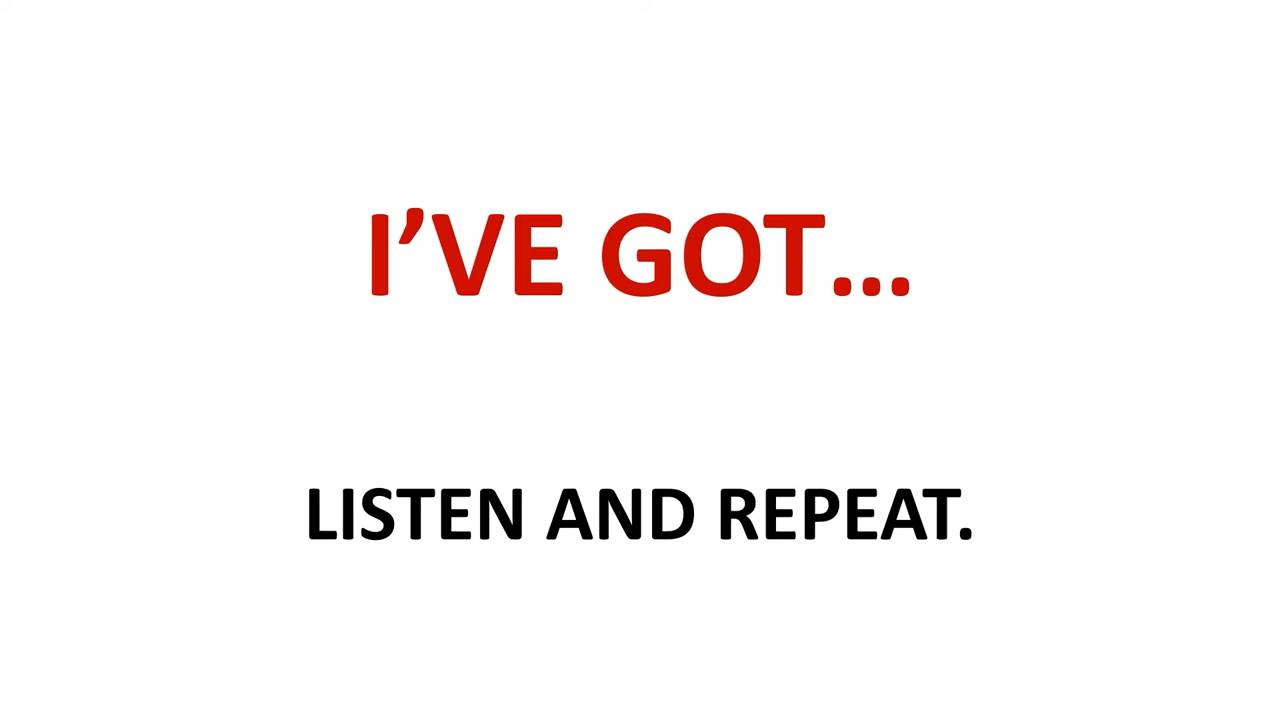 I’VE GOT…
LISTEN AND REPEAT.